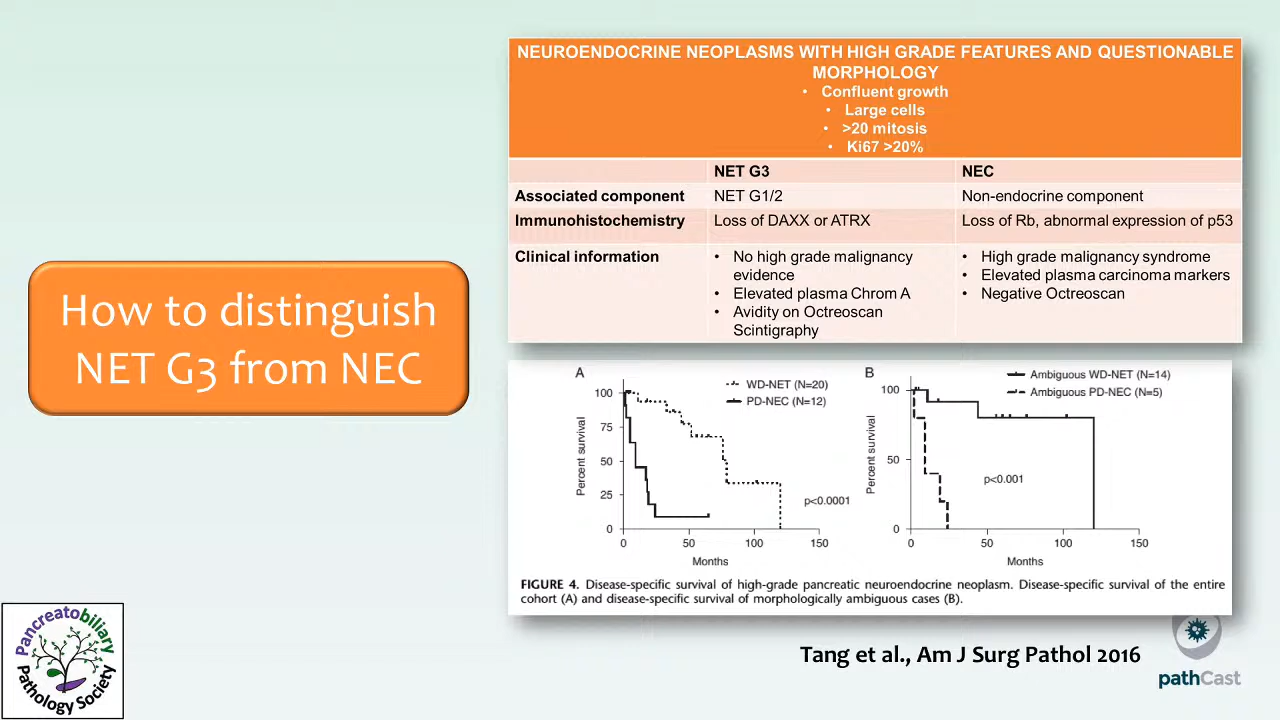 NEUROENDOCRINE NEOPLASMS WITH HIGH GRADE FEATURES AND QUESTIONABLE
MORPHOLOGY
• Confluent growth
• Large cells
• >20 mitosis
• Ki67 >20%
NET G3 NEC
Associated component NET G1/2 Non-endocrine component
Immunohistochemistry Loss of DAXX or ATRX Loss of Rb, abnormal expression of p53
Clinical information
• No high grade malignancy
evidence
• Elevated plasma Chrom A
• Avidity on Octreoscan
Scintigraphy
• High grade malignancy syndrome
• Elevated plasma carcinoma markers
• Negative Octreoscan
How to distinguish
NET G3 from NEC
A
WD-NET (N=20)
PD-NEC (N=12)
Percent survival
100
75
50
25
0
0 50 100 150
Months
p<0.0001
B
Ambiguous WD-NET (N=14)
Ambiguous PD-NEC (N=5)
Percent survival
100
50
0
0 50 100 150
Months
p<0.001
FIGURE 4. Disease-specific survival of high-grade pancreatic neuroendocrine neoplasm. Disease-specific survival of the entire
cohort (A) and disease-specific survival of morphologically ambiguous cases (B).
Tang et al., Am J Surg Pathol 2016
Pancreatobiliary
Pathology Society
pathCast